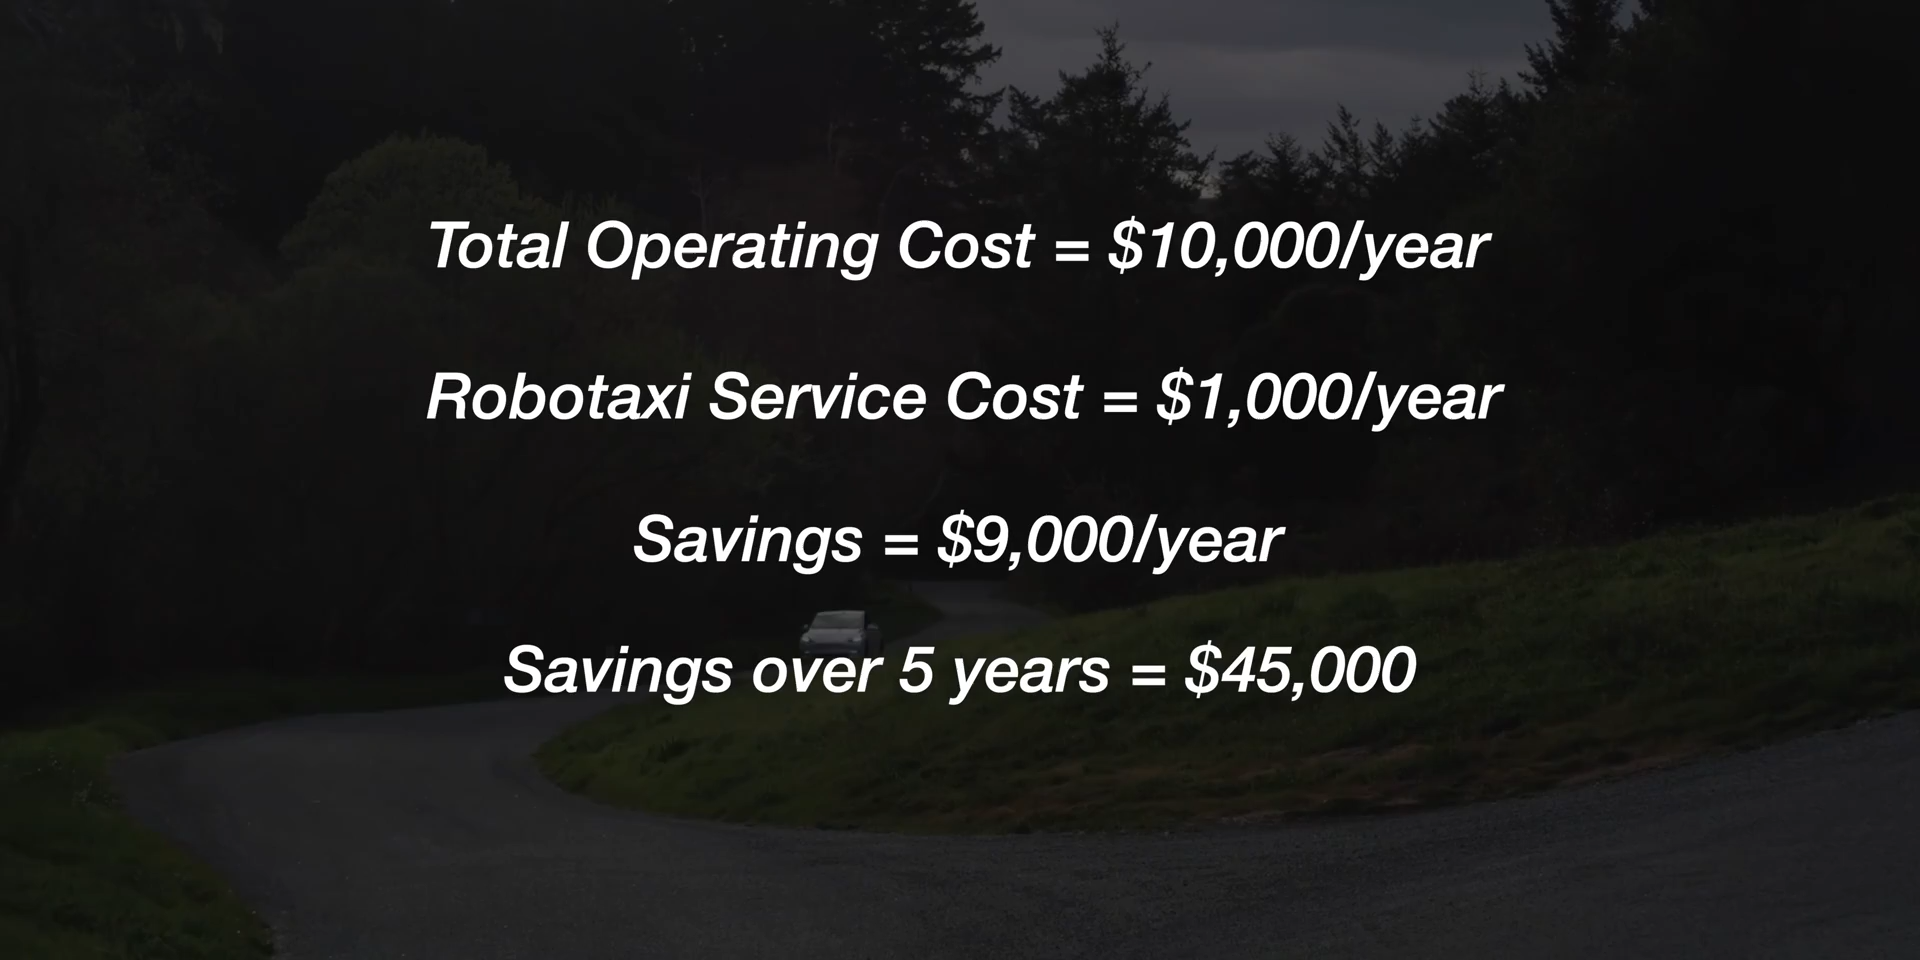 Total Operating Cost = $10,000/year
Robotaxi Service Cost = $1,000/year
Savings = $9,000/year
Savings over 5 years = $45,000